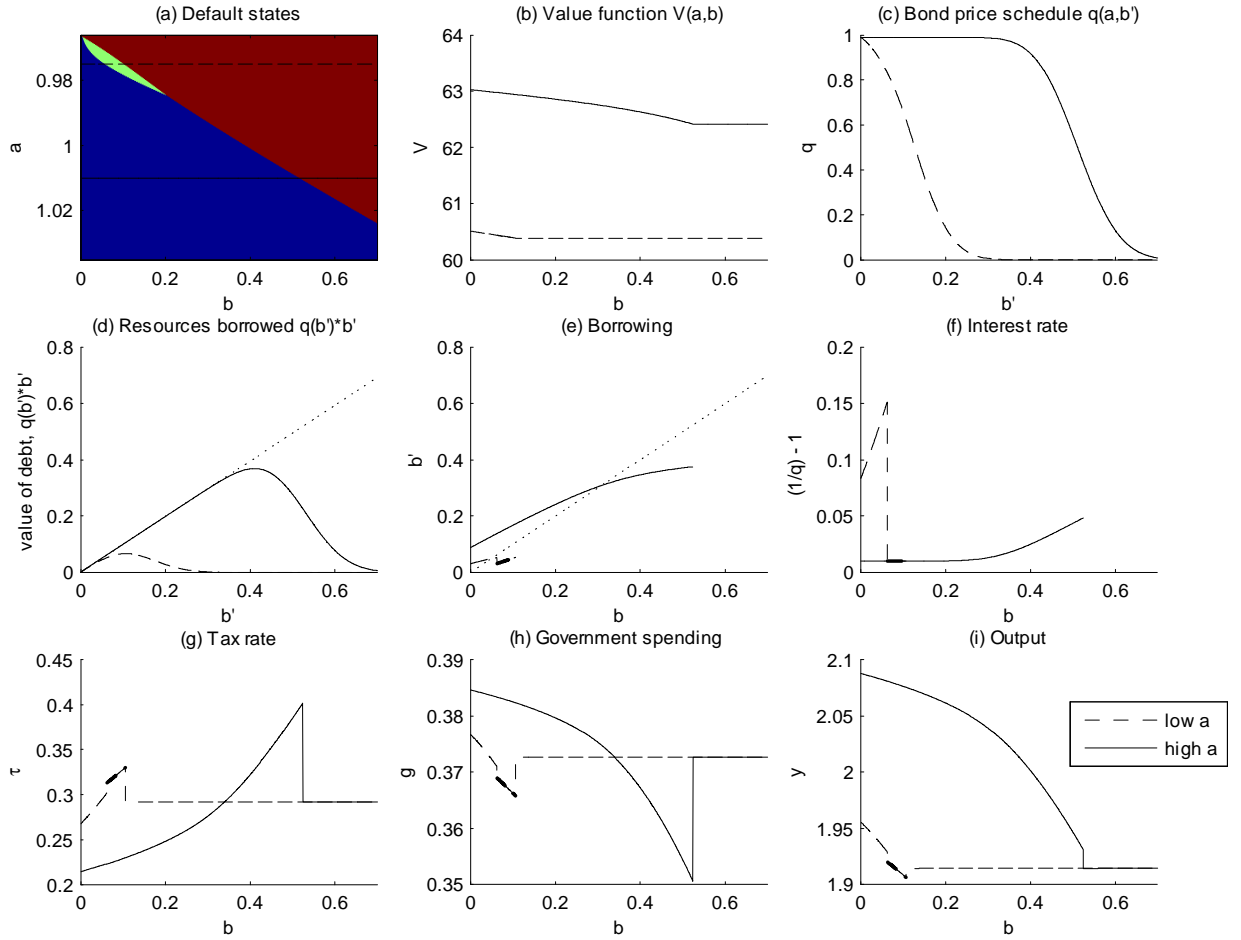 (a) Default states
(b) Value function V(a,b)
(c) Bond price schedule q(a,b')
0.98
1
1.02
a
0 0.2 0.4 0.6
b
64
63
62
61
60
V
0 0.2 0.4 0.6
b
1
0.8
0.6
0.4
0.2
0
q
0 0.2 0.4 0.6
b'
(d) Resources borrowed q(b')*b'
(e) Borrowing
(f) Interest rate
0.8
0.6
0.4
0.2
0
value of debt, q(b')*b'
0 0.2 0.4 0.6
b'
0.8
0.6
0.4
0.2
0
b'
0 0.2 0.4 0.6
b
0.2
0.15
0.1
0.05
0
(1/q) - 1
0 0.2 0.4 0.6
b
(g) Tax rate
(h) Government spending
(i) Output
0.45
0.4
0.35
0.3
0.25
0.2
τ
0 0.2 0.4 0.6
b
0.39
0.38
0.37
0.36
0.35
g
0 0.2 0.4 0.6
b
2.1
2.05
2
1.95
1.9
y
0 0.2 0.4 0.6
b
low a
high a